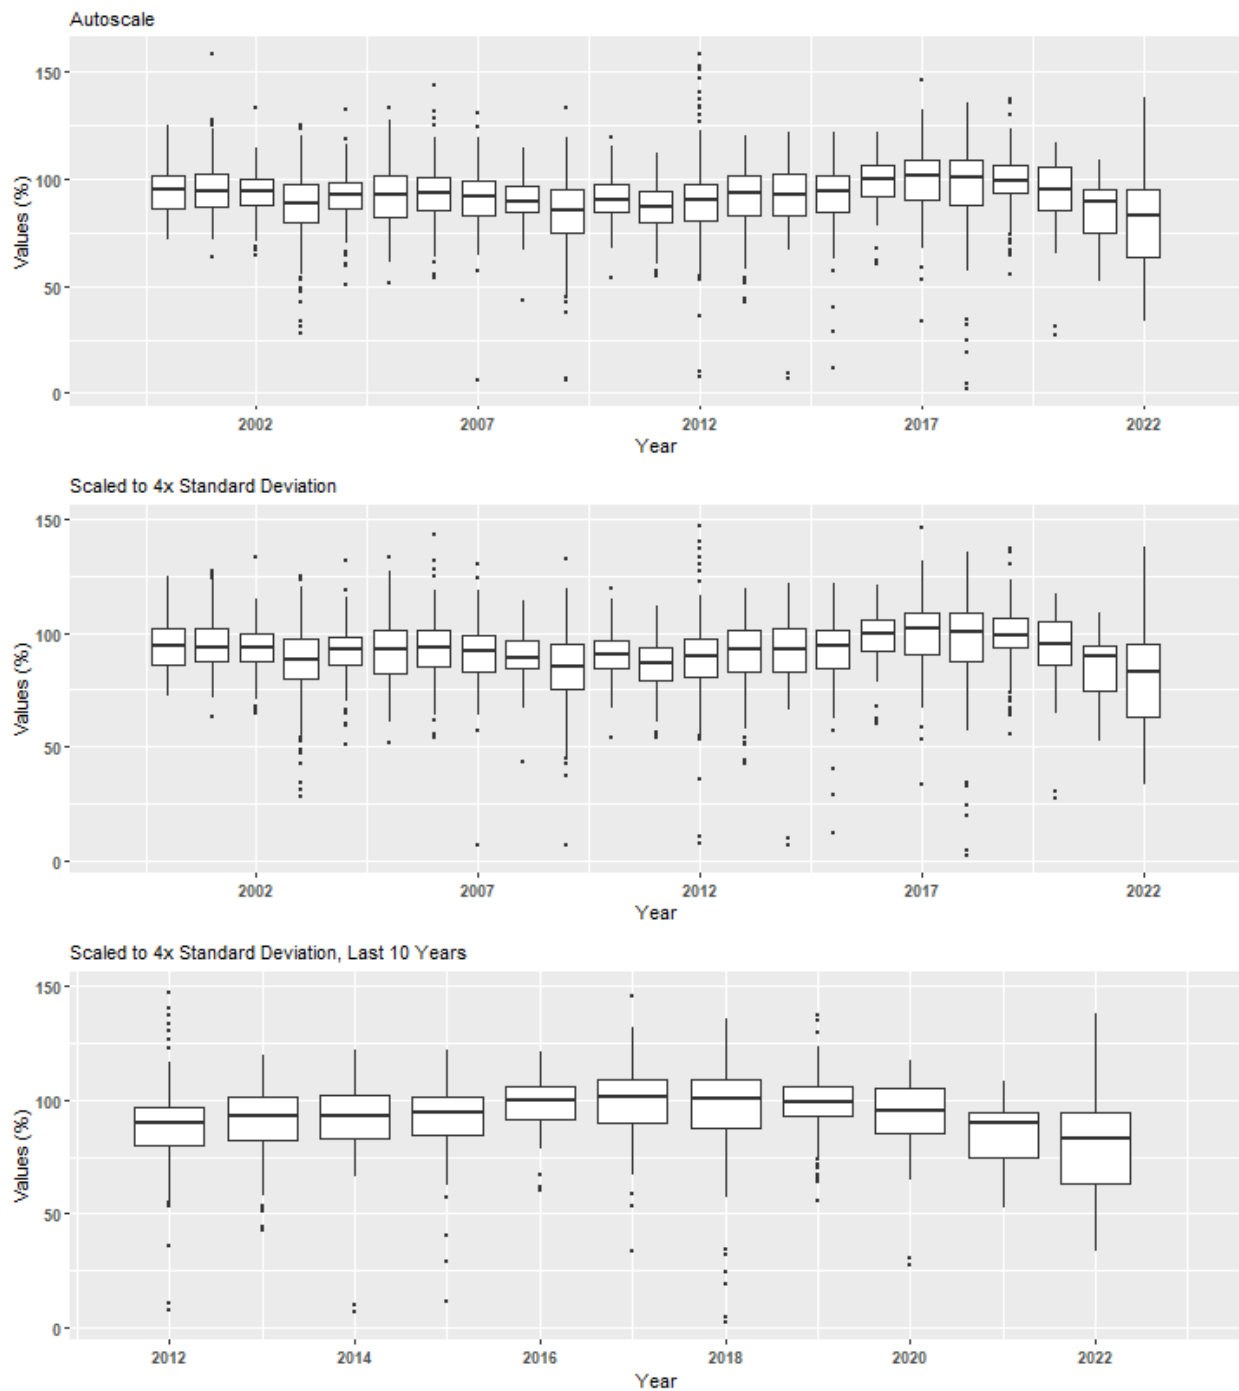 Autoscale
150
100
50
0
Values (%)
2002 2007 2012 2017 2022
Year
Scaled to 4x Standard Deviation
150
100
50
0
Values (%)
2002 2007 2012 2017 2022
Year
Scaled to 4x Standard Deviation, Last 10 Years
150
100
50
0
Values (%)
2012 2014 2016 2018 2020 2022
Year